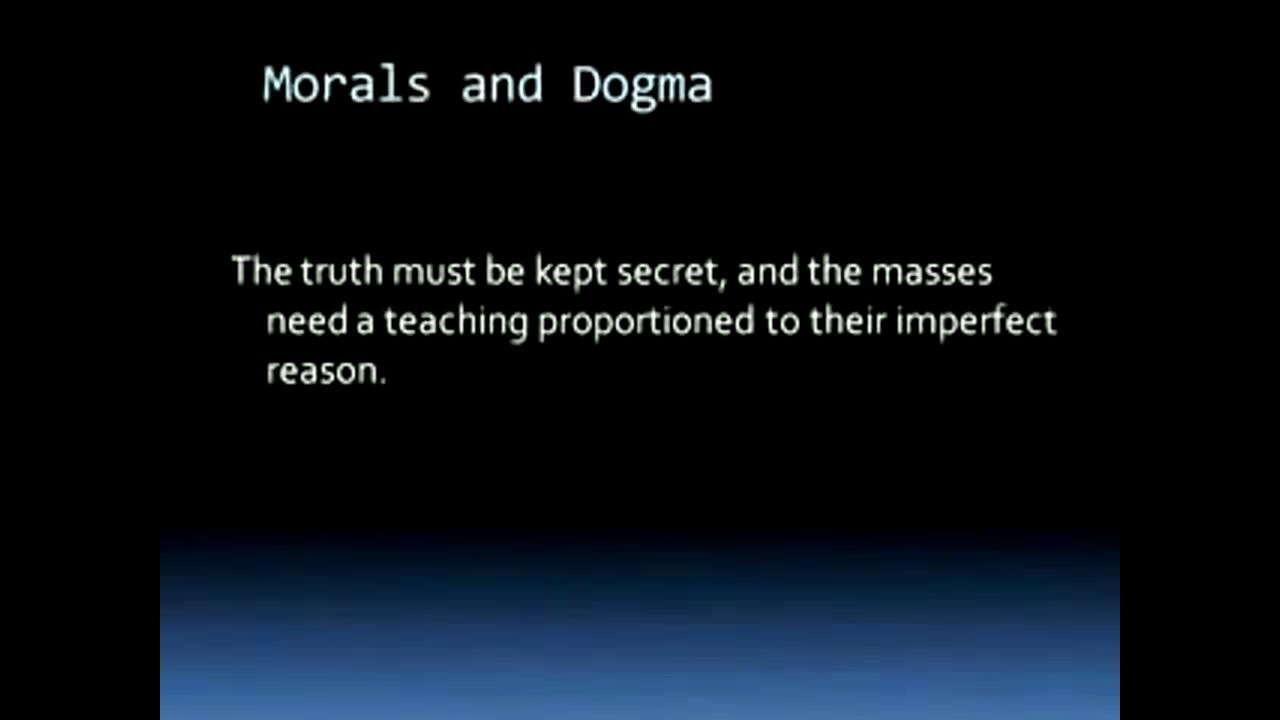 Morals and Dogma
The truth must be kept secret, and the masses
need a teaching proportioned to their imperfect
reason.